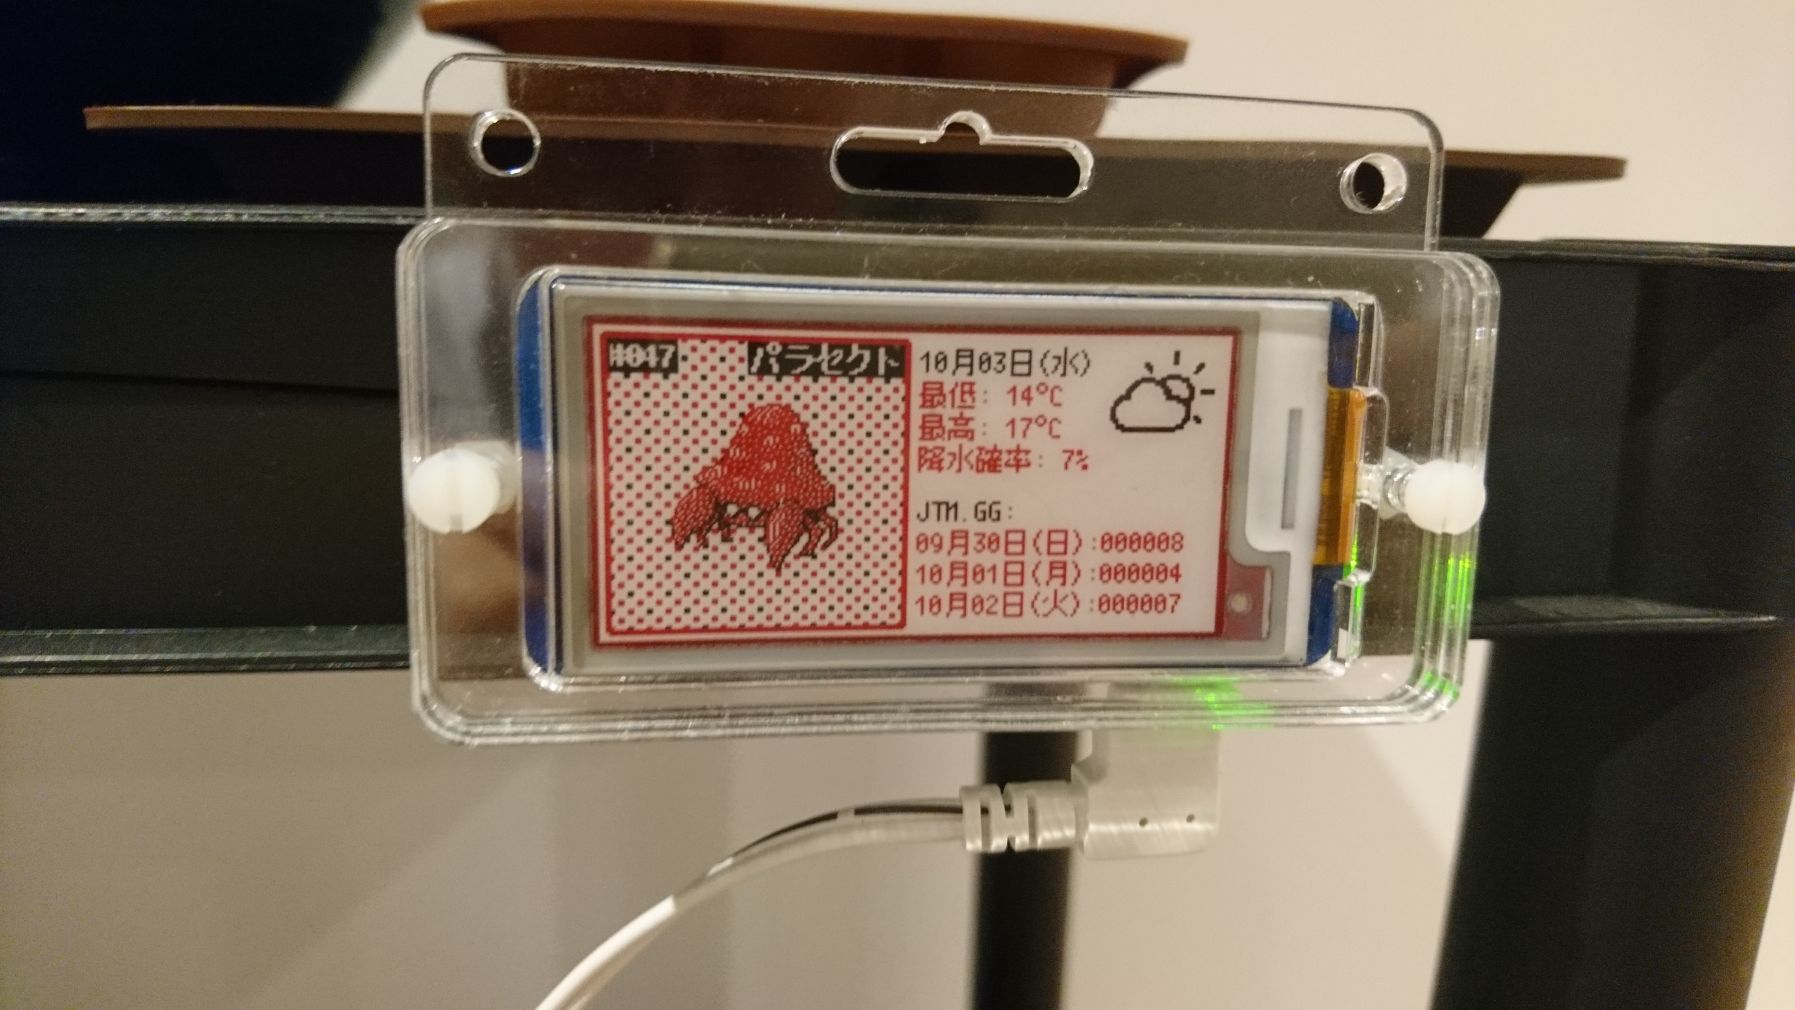 #047 パラセクト
10月03日(水)
最低: 14°C
最高: 17°C
降水確率: 7%
JTM.GG:
09月30日(日):000008
10月01日(月):000004
10月02日(火):000007